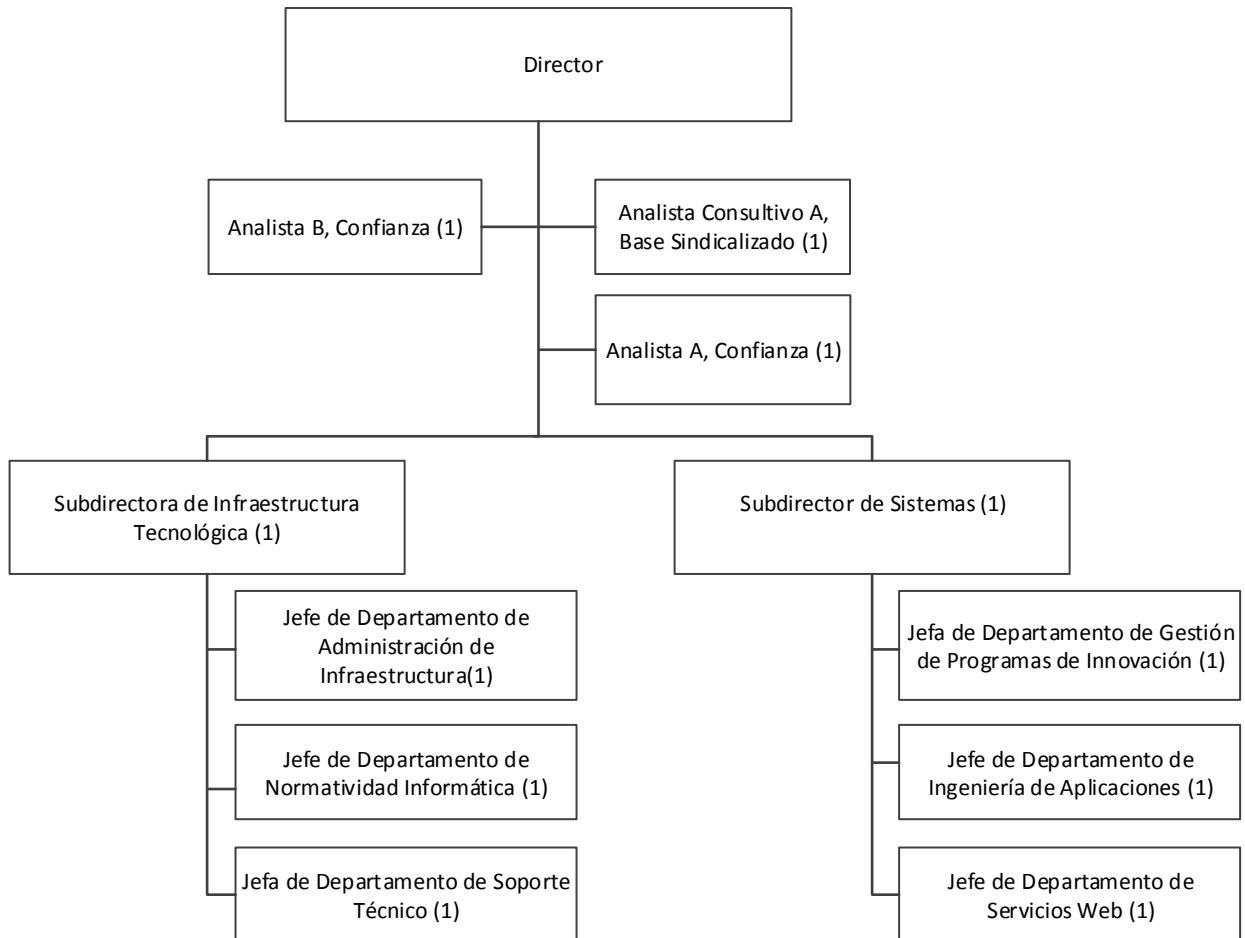 Director
Analista B, Confianza (1)
Analista Consultivo A,
Base Sindicalizado (1)
Analista A, Confianza (1)
Subdirectora de Infraestructura
Tecnológica (1)
Subdirector de Sistemas (1)
Jefe de Departamento de
Administración de
Infraestructura(1)
Jefe de Departamento de
Normatividad Informática (1)
Jefa de Departamento de Soporte
Técnico (1)
Jefa de Departamento de Gestión
de Programas de Innovación (1)
Jefe de Departamento de
Ingeniería de Aplicaciones (1)
Jefe de Departamento de
Servicios Web (1)